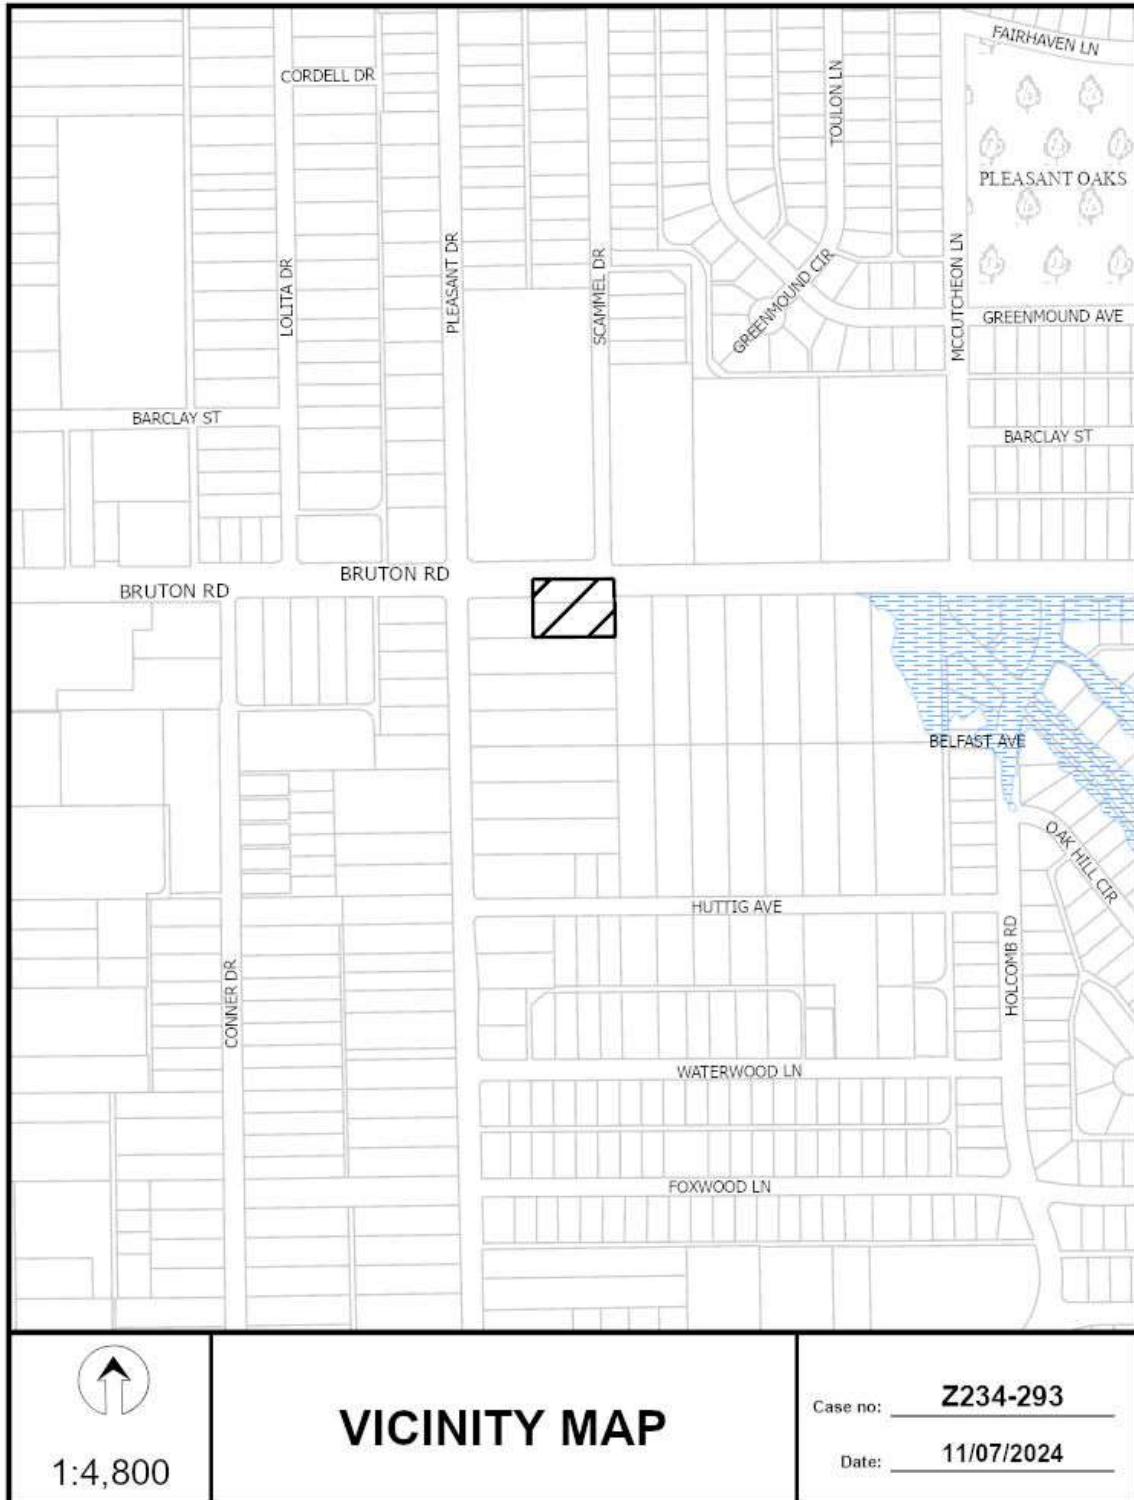 FAIRHAVEN LN
CORDELL DR
TOULON LN
PLEASANT OAKS
PLEASANT DR
MCCUTCHEON LN
SCAMMEL DR
LOLITA DR
GREENMOUND CIR
GREENMOUND AVE
BARCLAY ST
BARCLAY ST
BRUTON RD
BRUTON RD
BELFAST AVE
OAK HILL CIR
HUTTIG AVE
HOLCOMB RD
CONNER DR
WATERWOOD LN
FOXWOOD LN
1:4,800
VICINITY MAP
Case no: Z234-293
Date: 11/07/2024